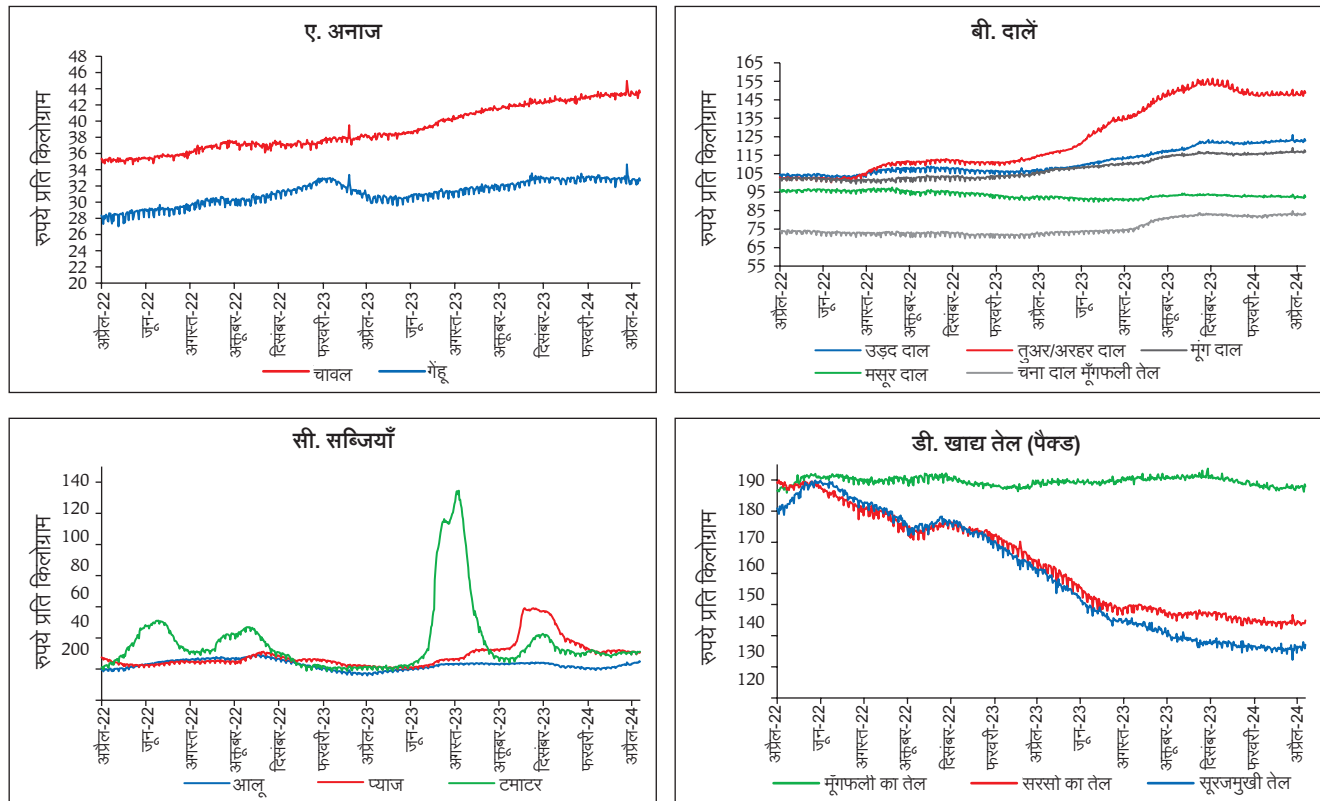 ए. अनाज
रुपये प्रति किलोग्राम
48
46
44
42
40
38
36
34
32
30
28
26
24
22
20
अप्रैल-22
जून-22
अगस्त-22
अक्तूबर-22
दिसंबर-22
फरवरी-23
अप्रैल-23
जून-23
अगस्त-23
अक्तूबर-23
दिसंबर-23
फरवरी-24
अप्रैल-24
चावल गेंहू
बी. दालें
रुपये प्रति किलोग्राम
165
155
145
135
125
115
105
95
85
75
65
55
अप्रैल-22
जून-22
अगस्त-22
अक्तूबर-22
दिसंबर-22
फरवरी-23
अप्रैल-23
जून-23
अगस्त-23
अक्तूबर-23
दिसंबर-23
फरवरी-24
अप्रैल-24
उड़द दाल तुअर/अरहर दाल मूंग दाल
मसूर दाल चना दाल मूँगफली तेल
सी. सब्जियाँ
रुपये प्रति किलोग्राम
140
120
100
80
60
40
200
अप्रैल-22
जून-22
अगस्त-22
अक्तूबर-22
दिसंबर-22
फरवरी-23
अप्रैल-23
जून-23
अगस्त-23
अक्तूबर-23
दिसंबर-23
फरवरी-24
अप्रैल-24
आलू प्याज टमाटर
डी. खाद्य तेल (पैक्ड)
रुपये प्रति किलोग्राम
190
180
170
160
150
140
130
120
अप्रैल-22
जून-22
अगस्त-22
अक्तूबर-22
दिसंबर-22
फरवरी-23
अप्रैल-23
जून-23
अगस्त-23
अक्तूबर-23
दिसंबर-23
फरवरी-24
अप्रैल-24
मूँगफली का तेल सरसो का तेल सूरजमुखी तेल